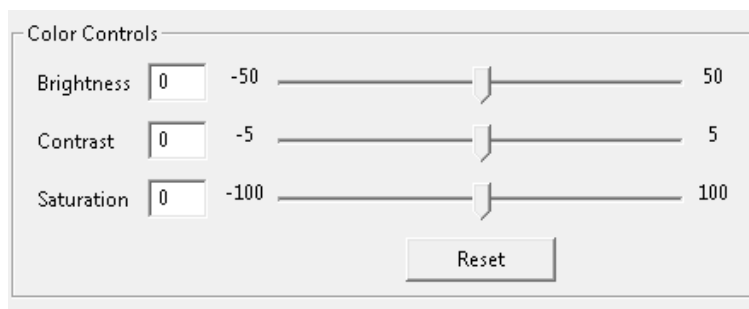 Color Controls
Brightness 0 -50 50
Contrast 0 -5 5
Saturation 0 -100 100
Reset